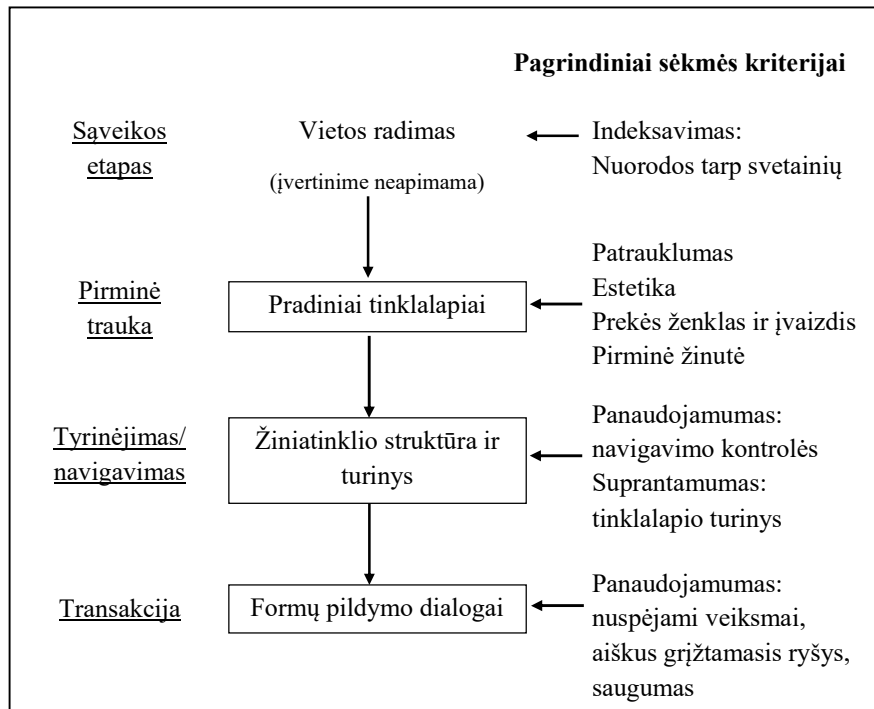 Pagrindiniai sėkmės kriterijai
Sąveikos
etapas
Vietos radimas
(įvertinime neapimama)
Indeksavimas:
Nuorodos tarp svetainių
Pirminė
trauka
Pradiniai tinklalapiai
Patrauklumas
Estetika
Prekės ženklas ir įvaizdis
Pirminė žinutė
Tyrinėjimas/
navigavimas
Žiniatinklio struktūra ir
turinys
Panaudojamumas:
navigavimo kontrolės
Suprantamumas:
tinklalapio turinys
Transakcija
Formų pildymo dialogai
Panaudojamumas:
nuspėjami veiksmai,
aiškus grįžtamasis ryšys,
saugumas